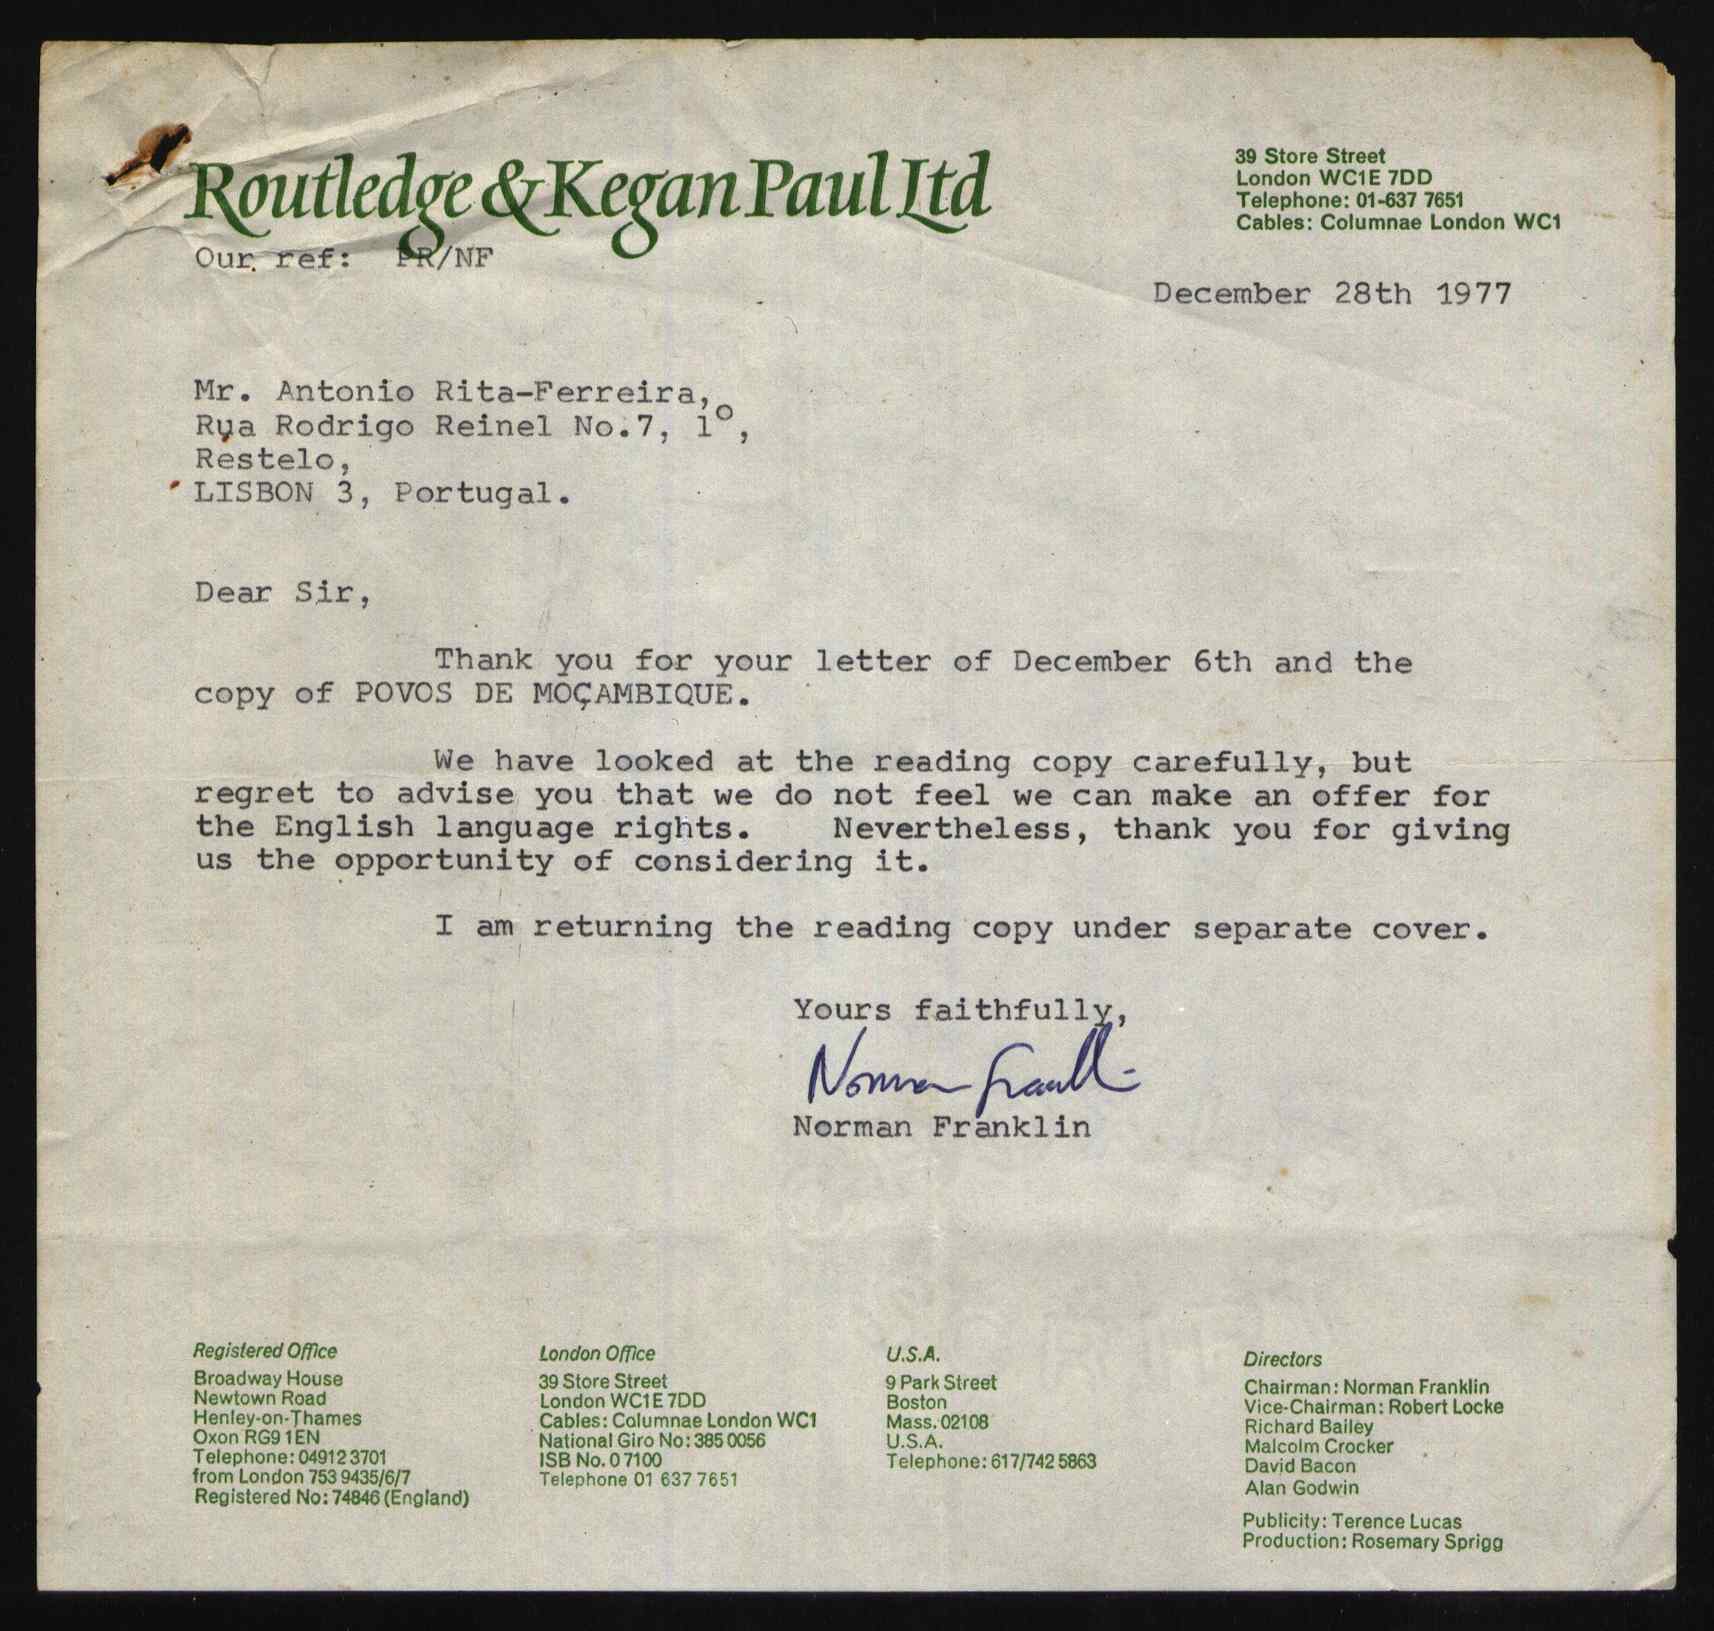 Routledge & Kegan Paul Ltd
39 Store Street
London WC1E 7DD
Telephone: 01-637 7651
Cables: Columnae London WC1
Our ref: PR/NF
December 28th 1977
Mr. Antonio Rita-Ferreira,
Rua Rodrigo Reinel No.7, 1º,
Restelo,
LISBON 3, Portugal.
Dear Sir,
Thank you for your letter of December 6th and the
copy of POVOS DE MOÇAMBIQUE.
We have looked at the reading copy carefully, but
regret to advise you that we do not feel we can make an offer for
the English language rights. Nevertheless, thank you for giving
us the opportunity of considering it.
I am returning the reading copy under separate cover.
Yours faithfully,
Norman Franklin
Norman Franklin
Registered Office
Broadway House
Newtown Road
Henley-on-Thames
Oxon RG9 1EN
Telephone: 04912 3701
from London 753 9435/6/7
Registered No: 74846 (England)
London Office
39 Store Street
London WC1E 7DD
Cables: Columnae London WC1
National Giro No: 385 0056
ISB No. 0 7100
Telephone 01 637 7651
U.S.A.
9 Park Street
Boston
Mass. 02108
U.S.A.
Telephone: 617/742 5863
Directors
Chairman: Norman Franklin
Vice-Chairman: Robert Locke
Richard Bailey
Malcolm Crocker
David Bacon
Alan Godwin
Publicity: Terence Lucas
Production: Rosemary Sprigg